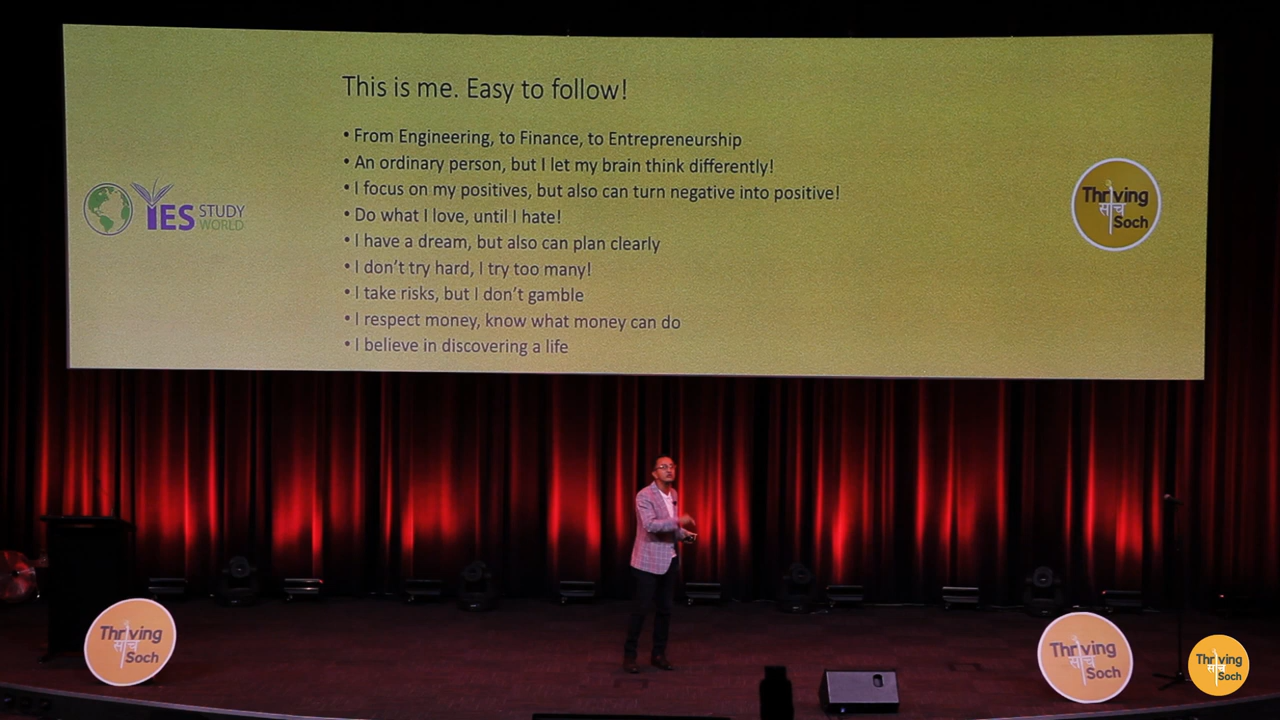 This is me. Easy to follow!
• From Engineering, to Finance, to Entrepreneurship
• An ordinary person, but I let my brain think differently!
• I focus on my positives, but also can turn negative into positive!
• Do what I love, until I hate!
• I have a dream, but also can plan clearly
• I don't try hard, I try too many!
• I take risks, but I don't gamble
• I respect money, know what money can do
• I believe in discovering a life
YES STUDY
WORLD
Thriving
सोच
Soch
Thriving
सोच
Soch
Thriving
सोच
Soch
Thriving
सोच
Soch